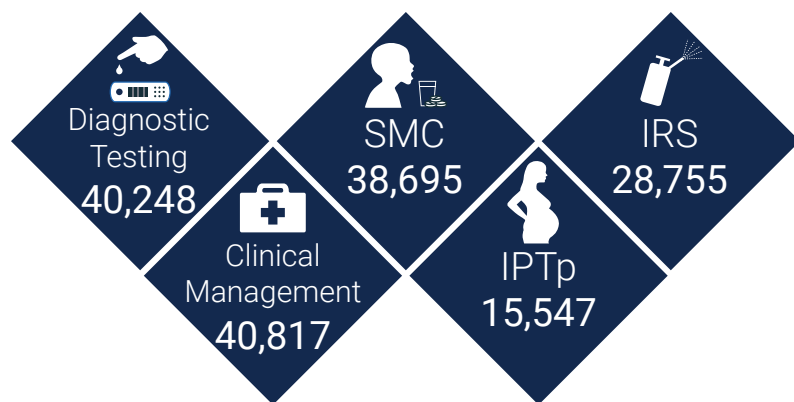 Diagnostic
Testing
40,248
SMC
38,695
IRS
28,755
Clinical
Management
40,817
IPTp
15,547